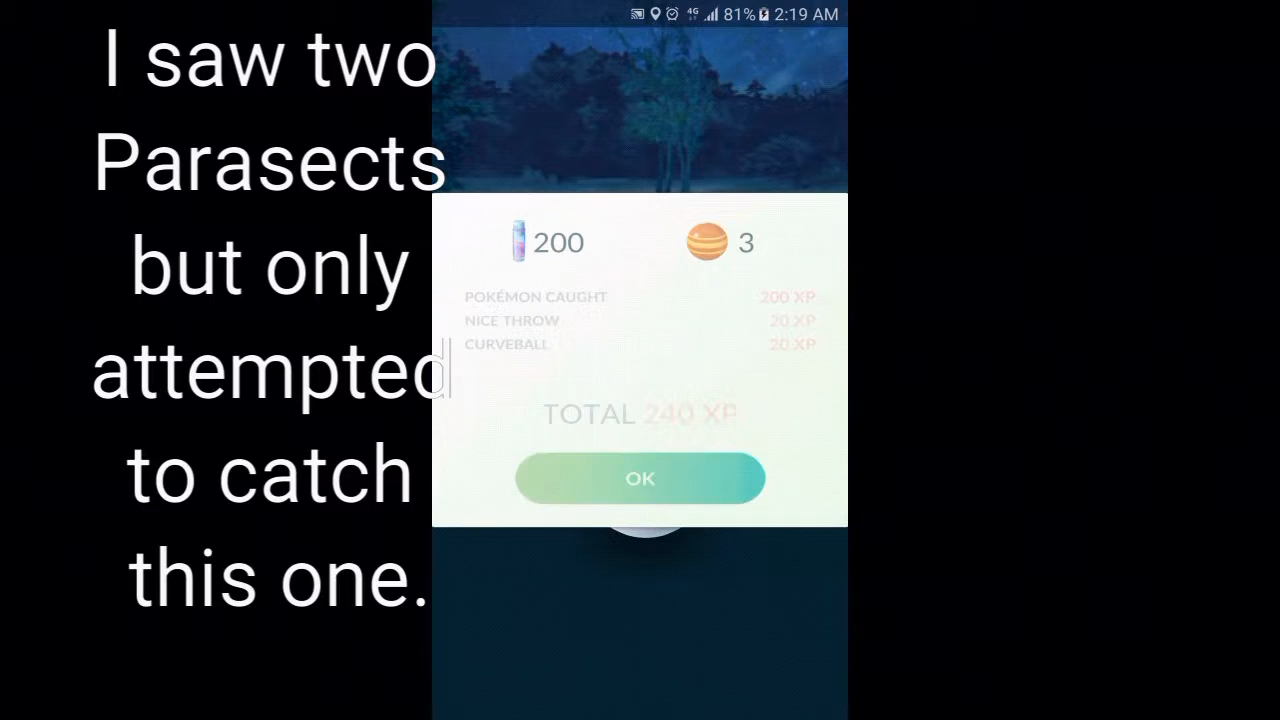 4G 81% 2:19 AM
I saw two
Parasects
but only
attempted
to catch
this one.
200 3
POKÉMON CAUGHT 200 XP
NICE THROW 20 XP
CURVEBALL 20 XP
TOTAL 240 XP
OK